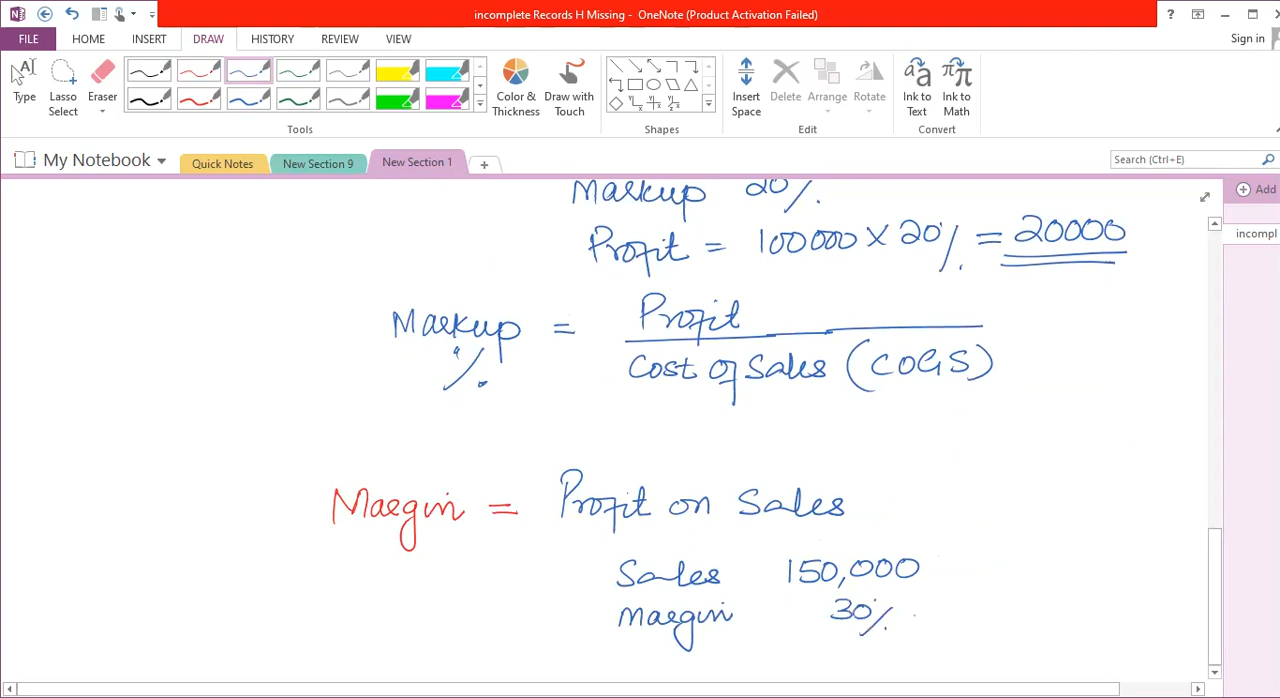 incomplete Records H Missing - OneNote (Product Activation Failed)
FILE HOME INSERT DRAW HISTORY REVIEW VIEW Sign in
Type Lasso Select Eraser Color & Thickness Draw with Touch Insert Space Delete Arrange Rotate Ink to Text Ink to Math
Tools Shapes Edit Convert
My Notebook Quick Notes New Section 9 New Section 1 Search (Ctrl+E)
Add
incompl
Markup 20%
Profit = 100000 × 20% = 20000
Markup % = Profit
Cost of Sales (COGS)
Margin = Profit on Sales
Sales 150,000
Margin 30%